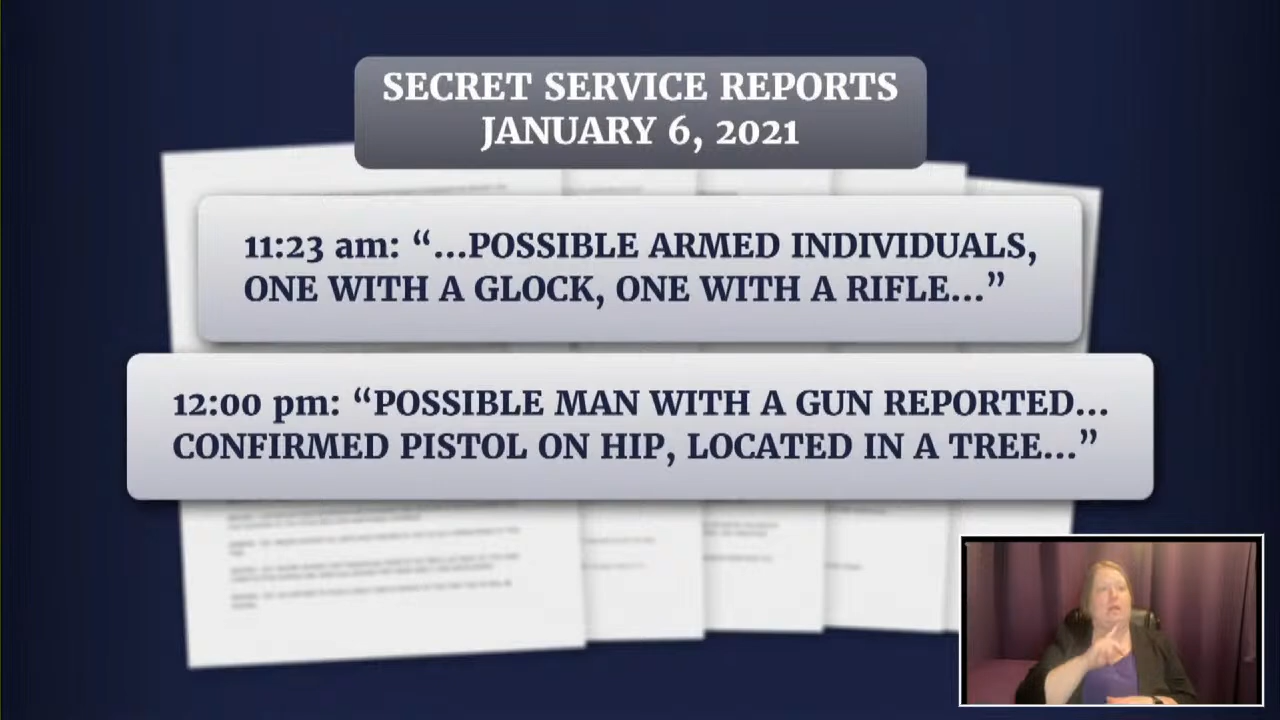 SECRET SERVICE REPORTS
JANUARY 6, 2021
11:23 am: “...POSSIBLE ARMED INDIVIDUALS,
ONE WITH A GLOCK, ONE WITH A RIFLE...”
12:00 pm: “POSSIBLE MAN WITH A GUN REPORTED...
CONFIRMED PISTOL ON HIP, LOCATED IN A TREE...”